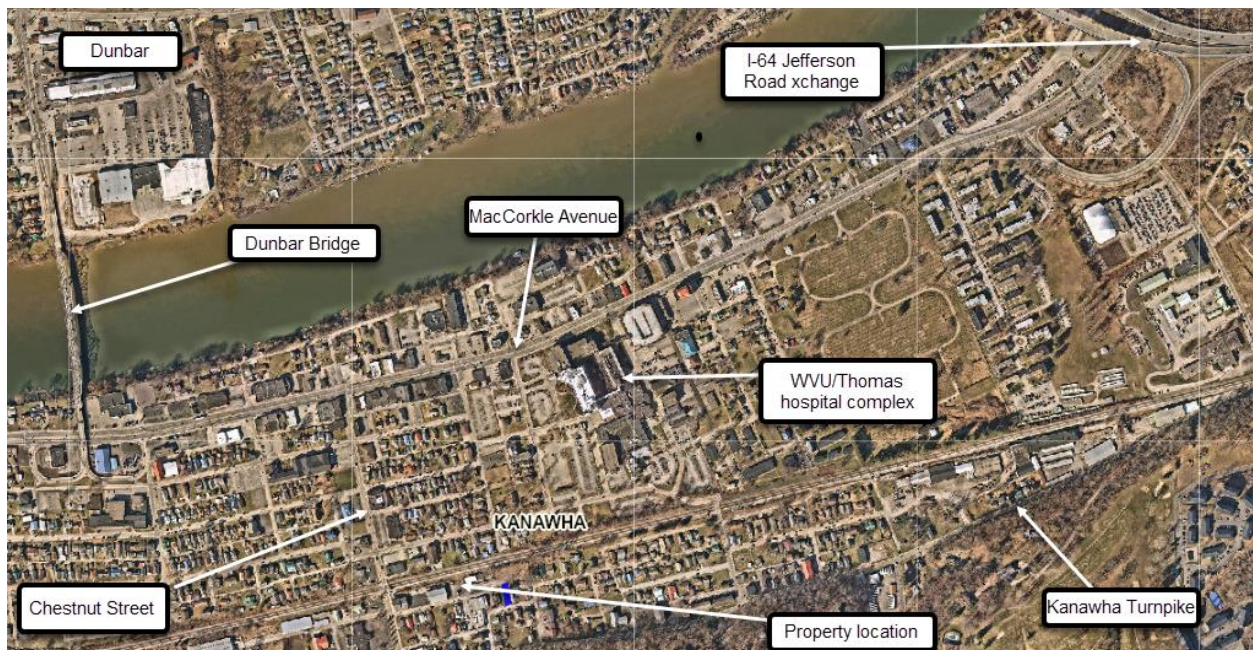 Dunbar
I-64 Jefferson
Road xchange
MacCorkle Avenue
Dunbar Bridge
WVU/Thomas
hospital complex
KANAWHA
Chestnut Street
Kanawha Turnpike
Property location